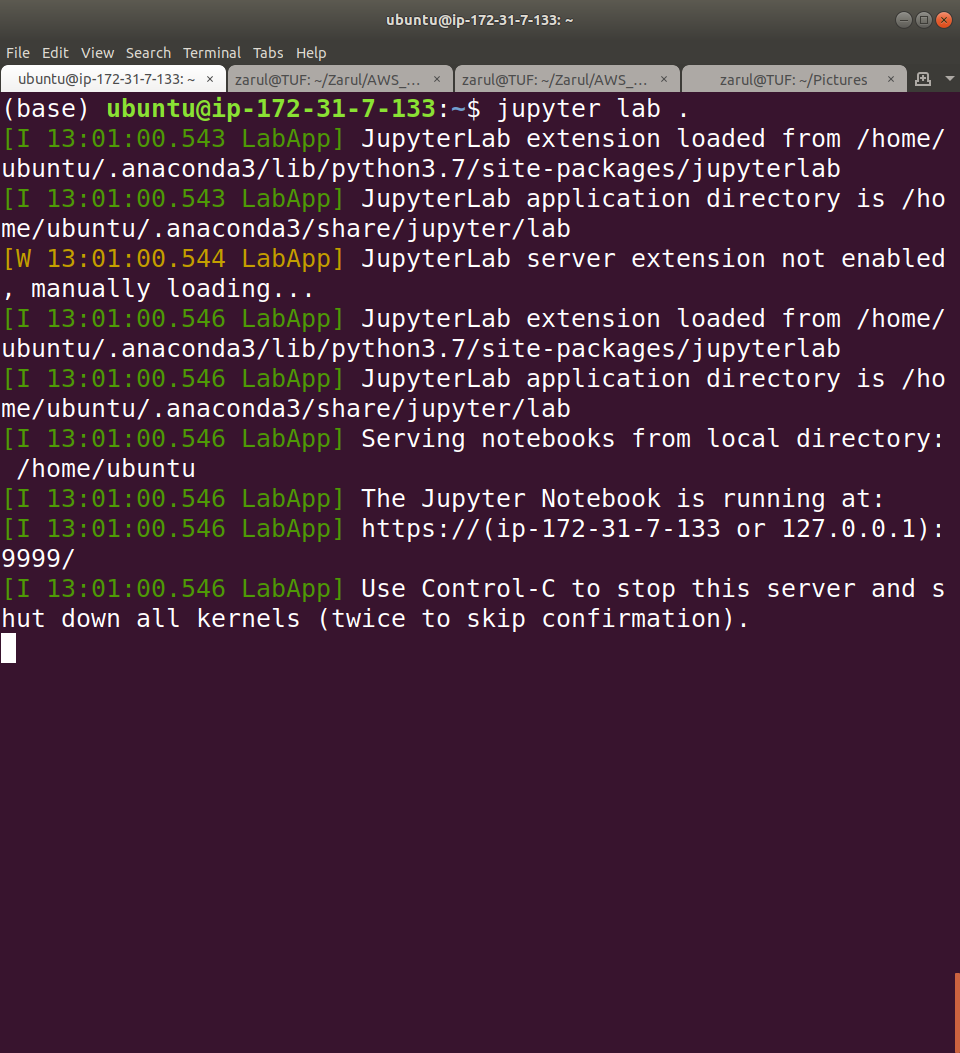 ubuntu@ip-172-31-7-133: ~
File Edit View Search Terminal Tabs Help
ubuntu@ip-172-31-7-133: ~ × zarul@TUF: ~/Zarul/AWS_... × zarul@TUF: ~/Zarul/AWS_... × zarul@TUF: ~/Pictures ×
(base) ubuntu@ip-172-31-7-133:~$ jupyter lab .
[I 13:01:00.543 LabApp] JupyterLab extension loaded from /home/
ubuntu/.anaconda3/lib/python3.7/site-packages/jupyterlab
[I 13:01:00.543 LabApp] JupyterLab application directory is /ho
me/ubuntu/.anaconda3/share/jupyter/lab
[W 13:01:00.544 LabApp] JupyterLab server extension not enabled
, manually loading...
[I 13:01:00.546 LabApp] JupyterLab extension loaded from /home/
ubuntu/.anaconda3/lib/python3.7/site-packages/jupyterlab
[I 13:01:00.546 LabApp] JupyterLab application directory is /ho
me/ubuntu/.anaconda3/share/jupyter/lab
[I 13:01:00.546 LabApp] Serving notebooks from local directory:
 /home/ubuntu
[I 13:01:00.546 LabApp] The Jupyter Notebook is running at:
[I 13:01:00.546 LabApp] https://(ip-172-31-7-133 or 127.0.0.1):
9999/
[I 13:01:00.546 LabApp] Use Control-C to stop this server and s
hut down all kernels (twice to skip confirmation).